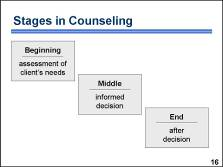 Stages in Counseling
Beginning
assessment of
client's needs
Middle
informed
decision
End
after
decision
16